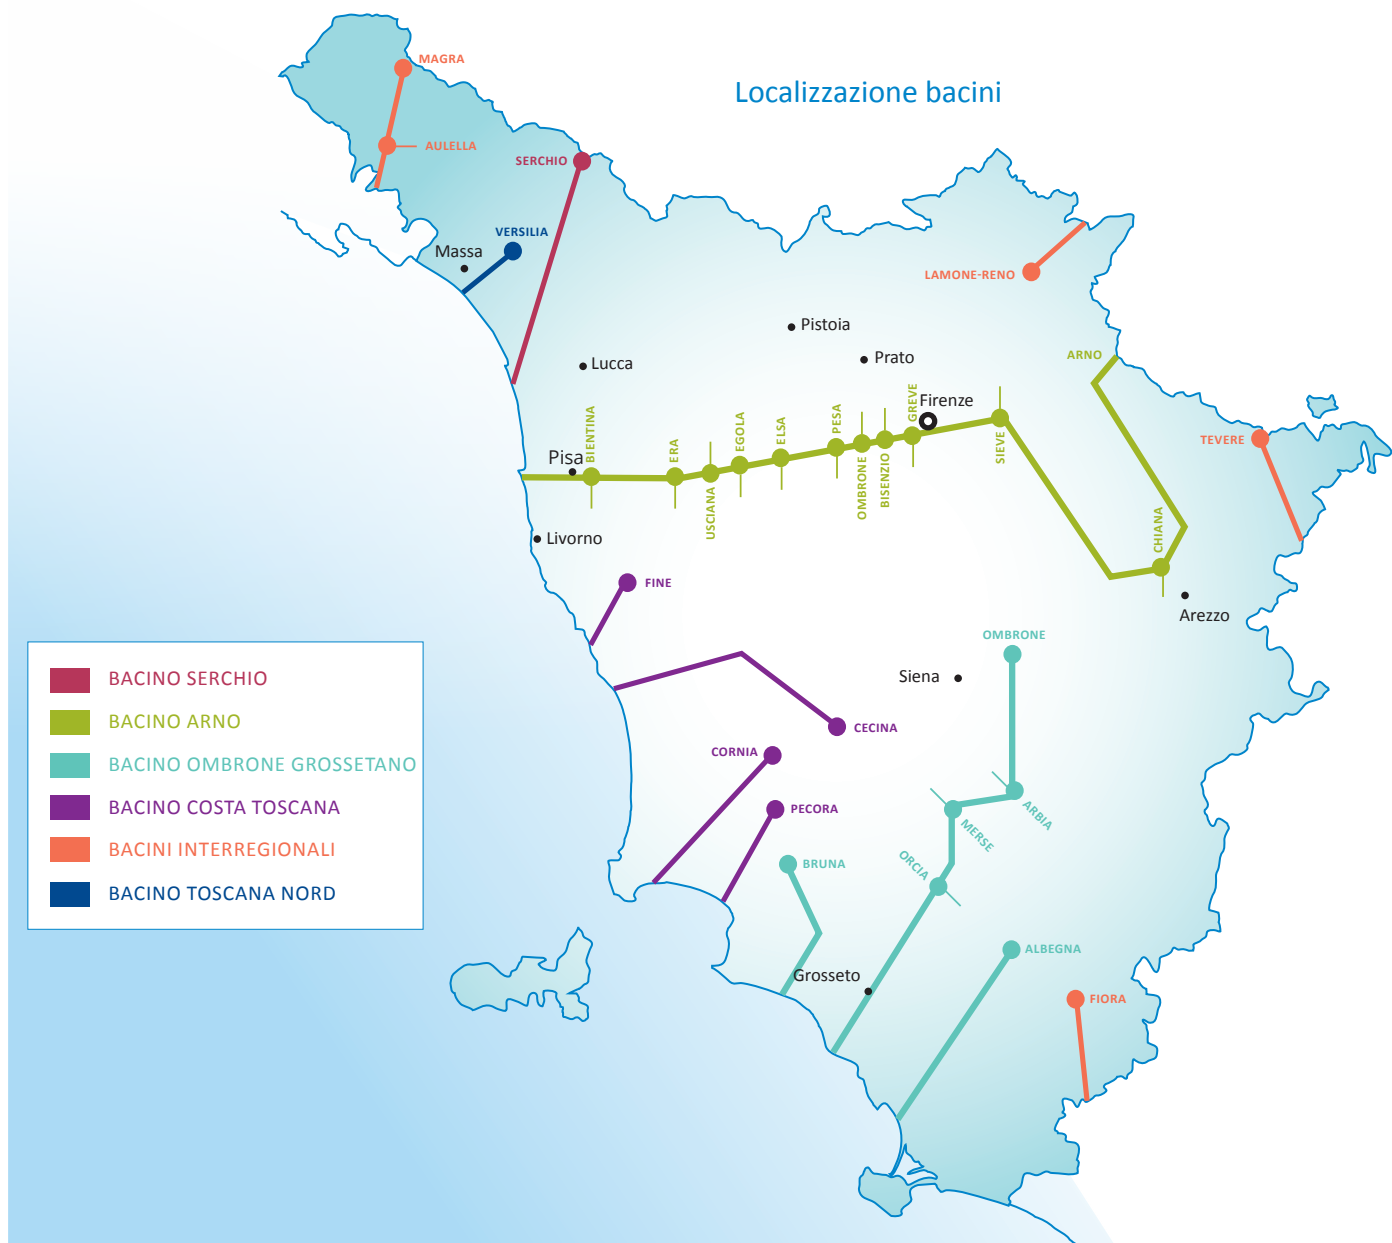 MAGRA
Localizzazione bacini
AULELLA
SERCHIO
VERSILIA
Massa
LAMONE-RENO
Pistoia
Prato
ARNO
Lucca
Firenze
GREVE
PESA
ELSA
EGOLA
ERA
BIENTINA
TEVERE
Pisa
SIEVE
BISENZIO
OMBRONE
USCIANA
Livorno
CHIANA
FINE
Arezzo
OMBRONE
Siena
CECINA
CORNIA
PECORA
ARBIA
MERSE
BRUNA
ORCIA
ALBEGNA
Grosseto
FIORA
BACINO SERCHIO
BACINO ARNO
BACINO OMBRONE GROSSETANO
BACINO COSTA TOSCANA
BACINI INTERREGIONALI
BACINO TOSCANA NORD